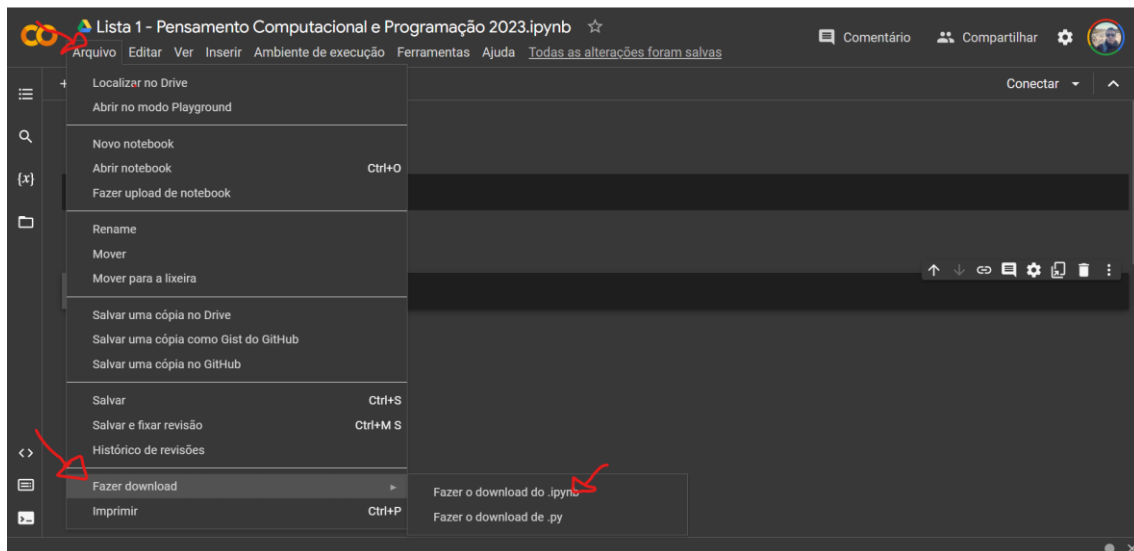 Lista 1 - Pensamento Computacional e Programação 2023.ipynb
Comentário
Compartilhar
Arquivo Editar Ver Inserir Ambiente de execução Ferramentas Ajuda Todas as alterações foram salvas
Conectar
Localizar no Drive
Abrir no modo Playground
Novo notebook
Abrir notebook Ctrl+O
Fazer upload de notebook
{x}
Rename
Mover
Mover para a lixeira
Salvar uma cópia no Drive
Salvar uma cópia como Gist do GitHub
Salvar uma cópia no GitHub
Salvar Ctrl+S
Salvar e fixar revisão Ctrl+M S
Histórico de revisões
Fazer download
Fazer o download do .ipynb
Imprimir Ctrl+P
Fazer o download de .py